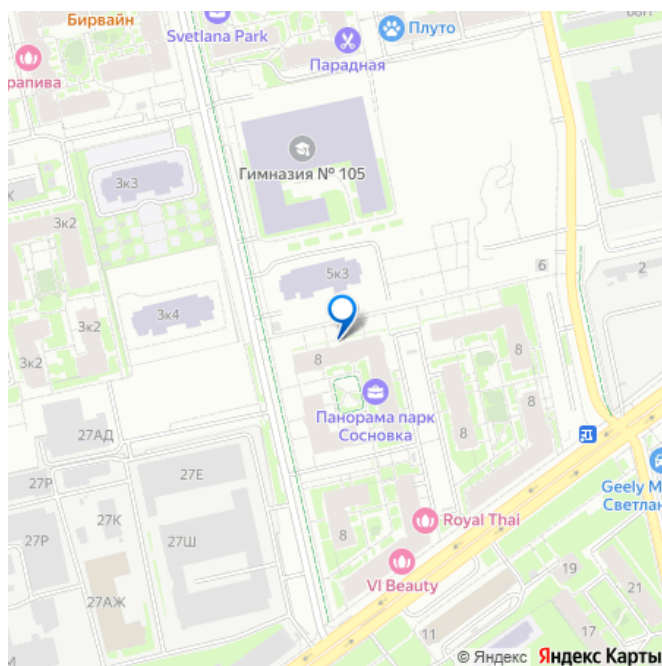 Бирвайн
Svetlana Park
Плуто
Парадная
рапива
Гимназия № 105
3к3
3к2
5к3
6
2
3к4
3к2
3к2
8
8
8
Панорама парк
Сосновка
8
8
27АД
27Е
27Р
27К
Geely M
Светлан
Royal Thai
27Р
27Ш
8
VI Beauty
19
27АЖ
21
11
17
© Яндекс Яндекс Карты